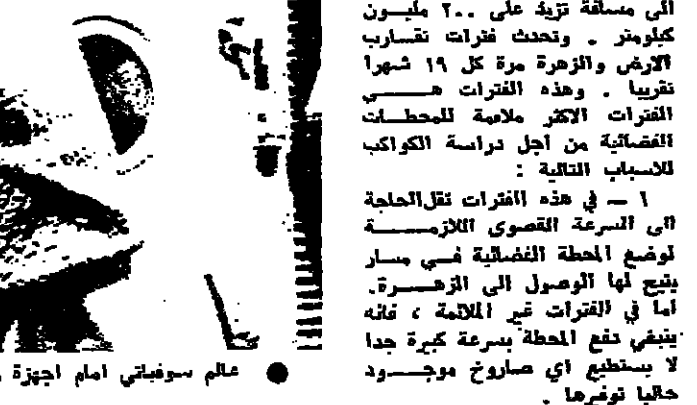 الى مسافة تزيد على ٢٠٠ مليون
كيلومتر . وتحدث فترات تقارب
الارض والزهرة مرة كل ١٩ شهرا
تقريبا . وهذه الفترات هي
الفترات الاكثر ملاءمة للمحطات
الفضائية من اجل دراسة الكواكب
للاسباب التالية :
١ — في هذه الفترات تقل الحاجة
الى السرعة القصوى اللازمة
لوضع المحطة الفضائية في مسار
يتيح لها الوصول الى الزهرة.
أما في الفترات غير الملائمة ، فانه
ينبغي دفع المحطة بسرعة كبيرة جدا
لا يستطيع اي صاروخ موجود
حاليا توفيرها .
عالم سوفياتي امام اجهزة